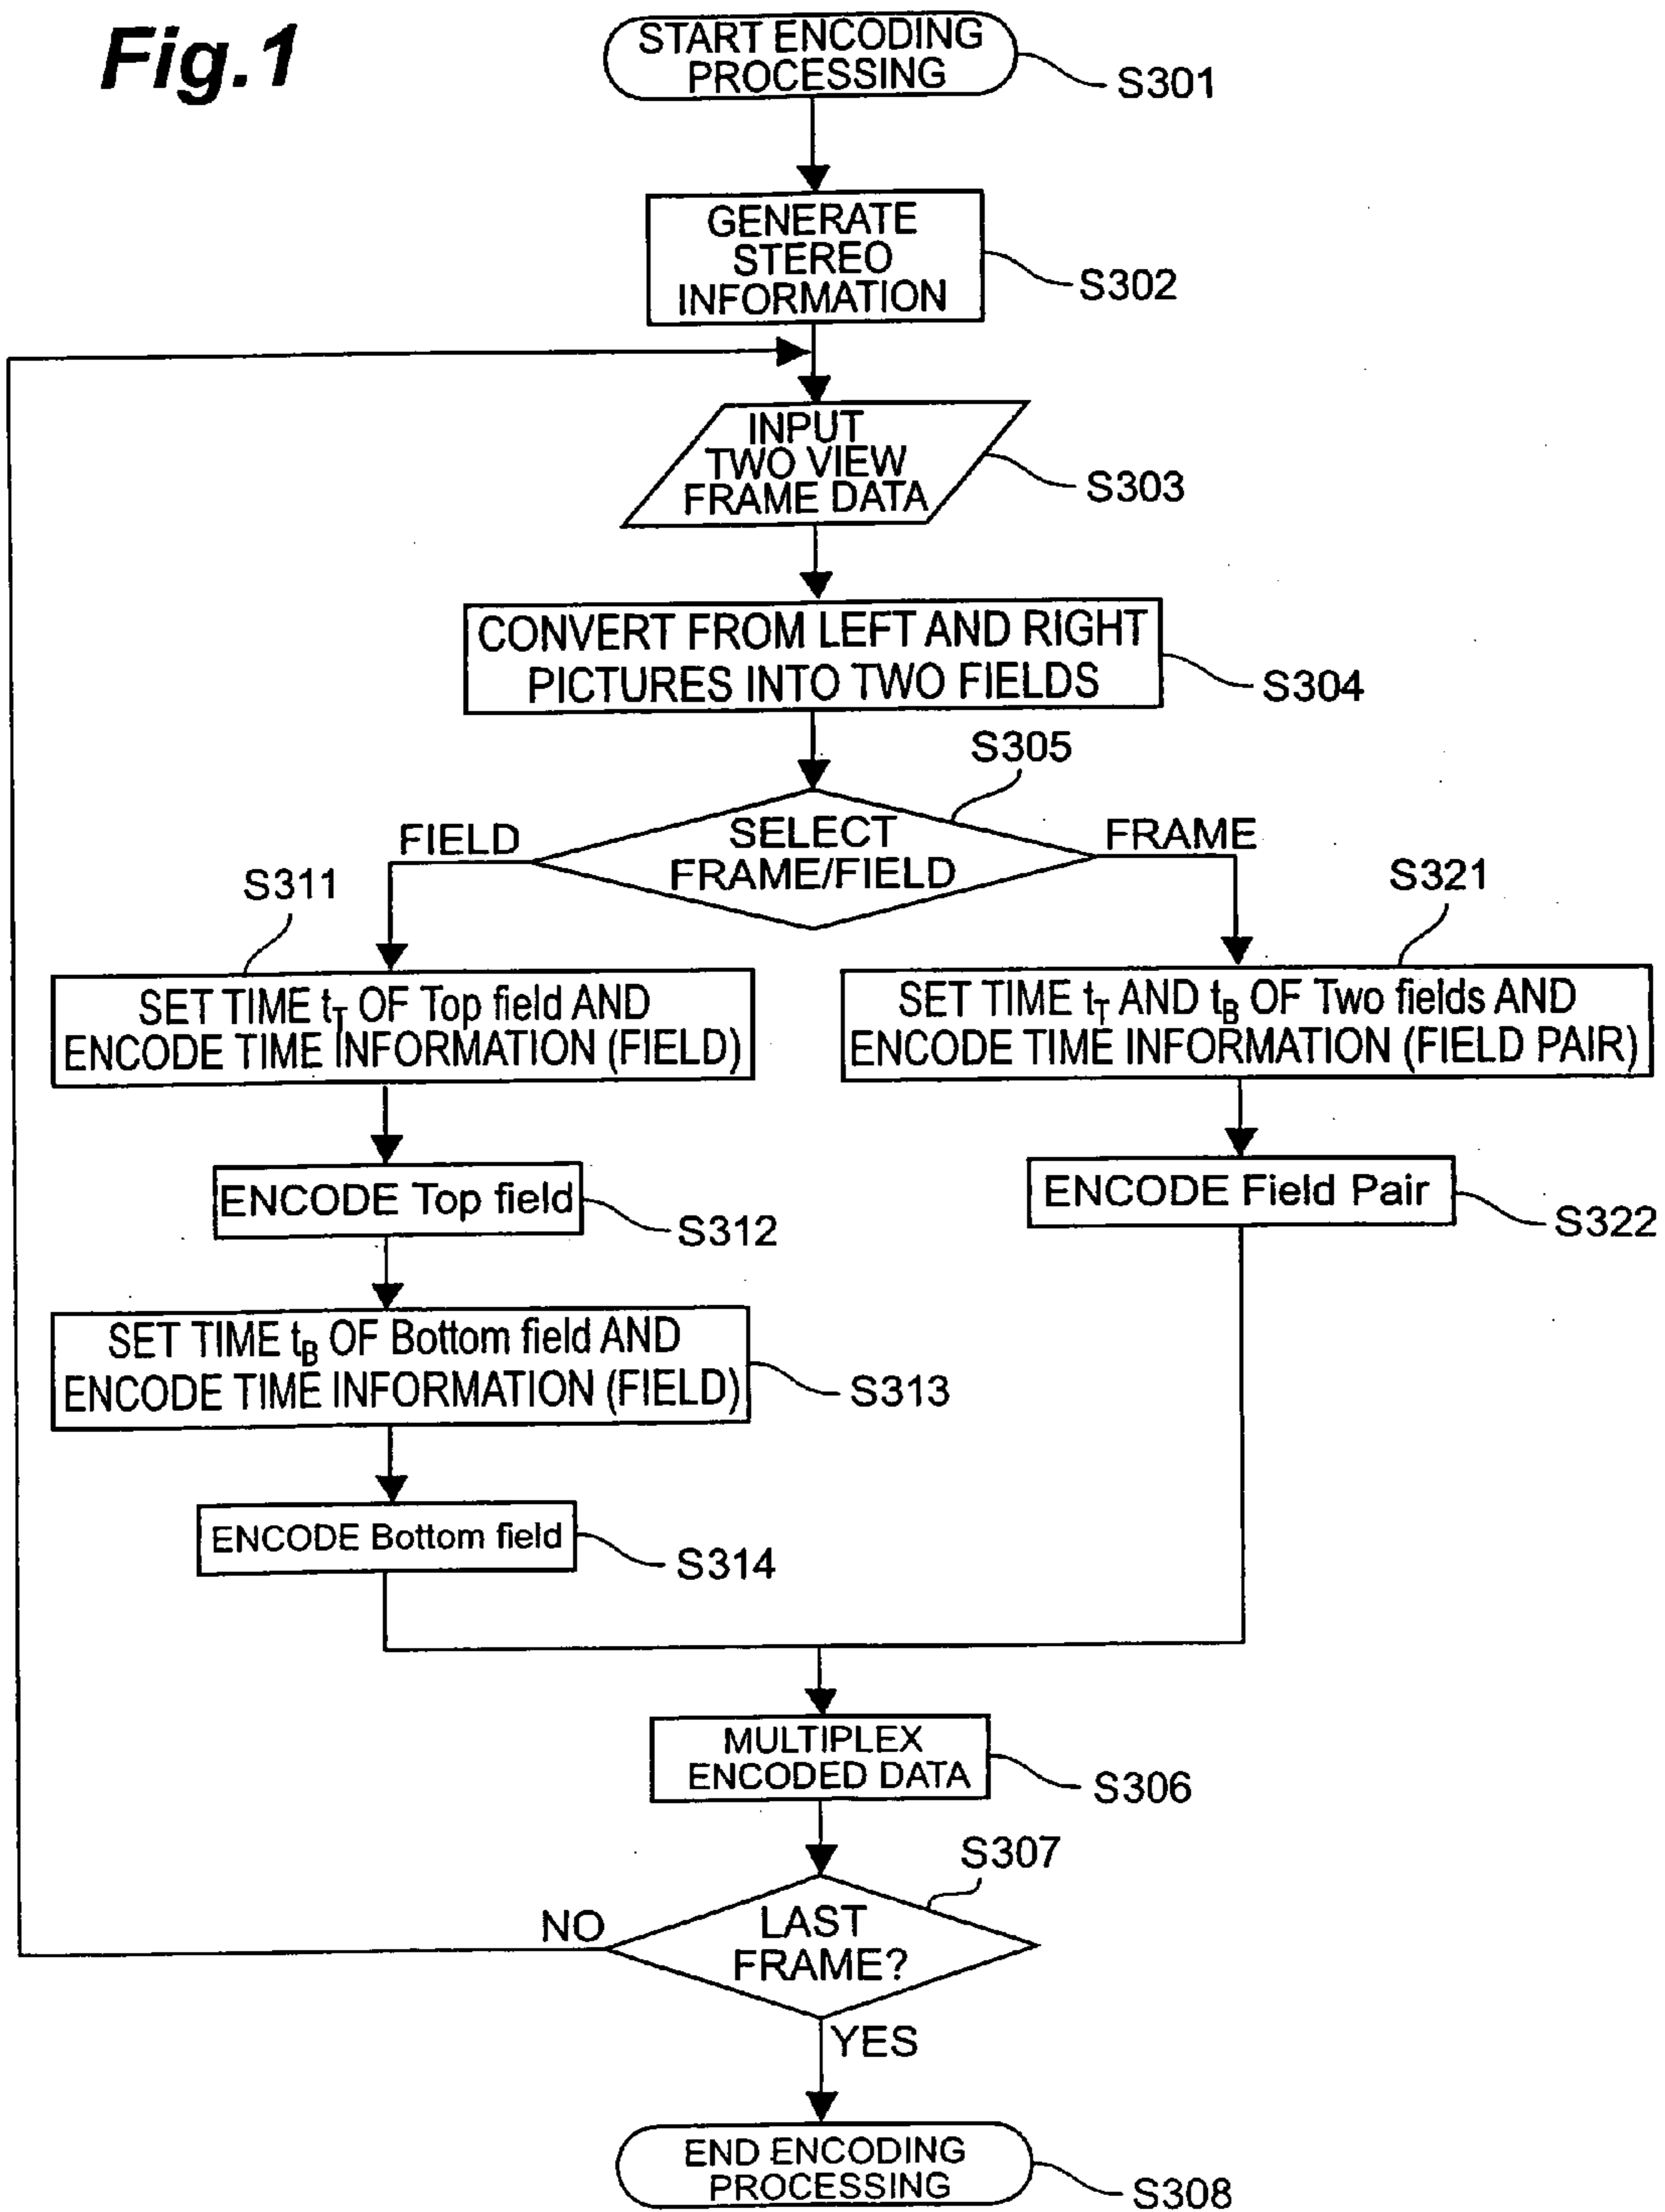 Fig.1
START ENCODING
PROCESSING
S301
GENERATE
STEREO
INFORMATION
S302
INPUT
TWO VIEW
FRAME DATA
S303
CONVERT FROM LEFT AND RIGHT
PICTURES INTO TWO FIELDS
S304
S305
SELECT
FRAME/FIELD
FIELD
FRAME
S311
SET TIME tT OF Top field AND
ENCODE TIME INFORMATION (FIELD)
S321
SET TIME tT AND tB OF Two fields AND
ENCODE TIME INFORMATION (FIELD PAIR)
ENCODE Top field
S312
ENCODE Field Pair
S322
SET TIME tB OF Bottom field AND
ENCODE TIME INFORMATION (FIELD)
S313
ENCODE Bottom field
S314
MULTIPLEX
ENCODED DATA
S306
S307
LAST
FRAME?
NO
YES
END ENCODING
PROCESSING
S308